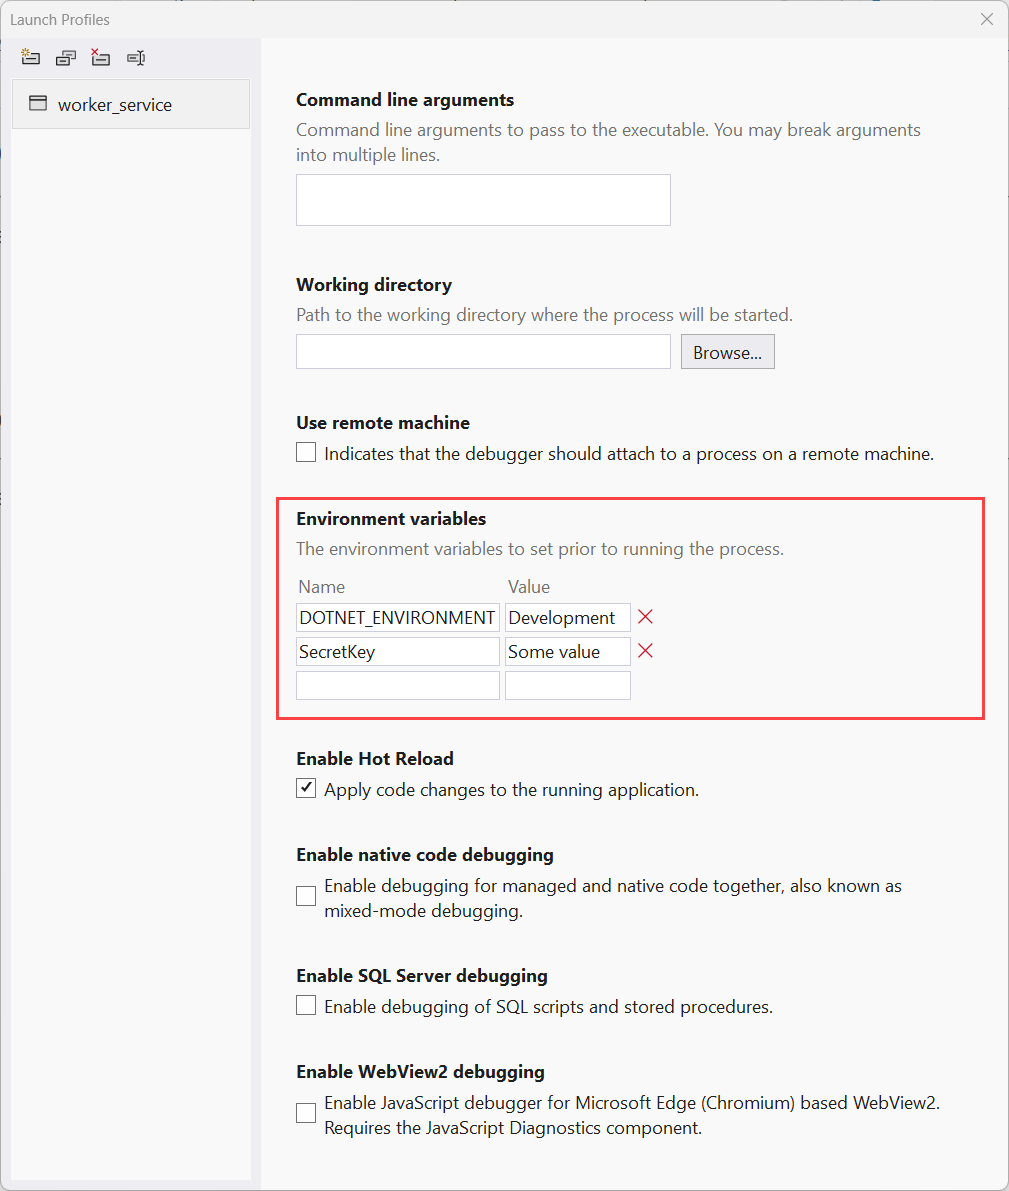 Launch Profiles
worker_service
Command line arguments
Command line arguments to pass to the executable. You may break arguments
into multiple lines.
Working directory
Path to the working directory where the process will be started.
Browse...
Use remote machine
Indicates that the debugger should attach to a process on a remote machine.
Environment variables
The environment variables to set prior to running the process.
Name Value
DOTNET_ENVIRONMENT Development
SecretKey Some value
Enable Hot Reload
Apply code changes to the running application.
Enable native code debugging
Enable debugging for managed and native code together, also known as
mixed-mode debugging.
Enable SQL Server debugging
Enable debugging of SQL scripts and stored procedures.
Enable WebView2 debugging
Enable JavaScript debugger for Microsoft Edge (Chromium) based WebView2.
Requires the JavaScript Diagnostics component.